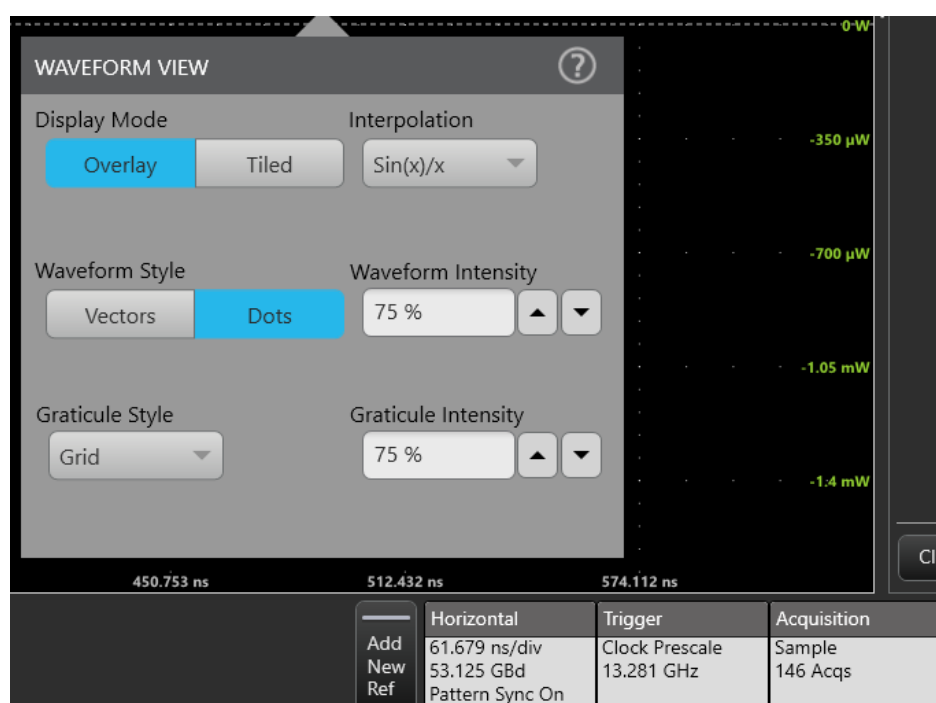 0 W
WAVEFORM VIEW
?
Display Mode
Interpolation
Overlay
Tiled
Sin(x)/x
-350 µW
-700 µW
Waveform Style
Waveform Intensity
Vectors
Dots
75 %
-1.05 mW
Graticule Style
Graticule Intensity
Grid
75 %
-1.4 mW
450.753 ns
512.432 ns
574.112 ns
Add
New
Ref
Horizontal
61.679 ns/div
53.125 GBd
Pattern Sync On
Trigger
Clock Prescale
13.281 GHz
Acquisition
Sample
146 Acqs